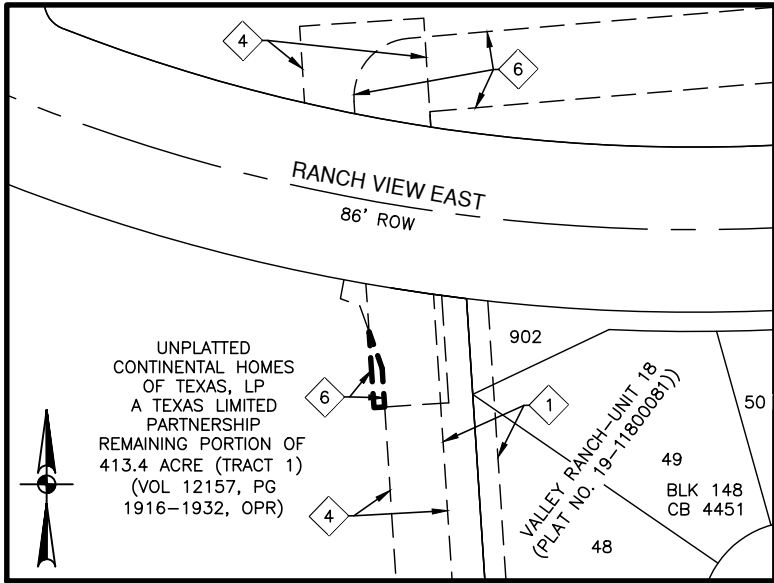 4
6
RANCH VIEW EAST
86' ROW
902
UNPLATTED
CONTINENTAL HOMES
OF TEXAS, LP
A TEXAS LIMITED
PARTNERSHIP
REMAINING PORTION OF
413.4 ACRE (TRACT 1)
(VOL 12157, PG
1916-1932, OPR)
6
1
4
VALLEY RANCH-UNIT 18
(PLAT NO. 19-11800081))
50
49
BLK 148
CB 4451
48